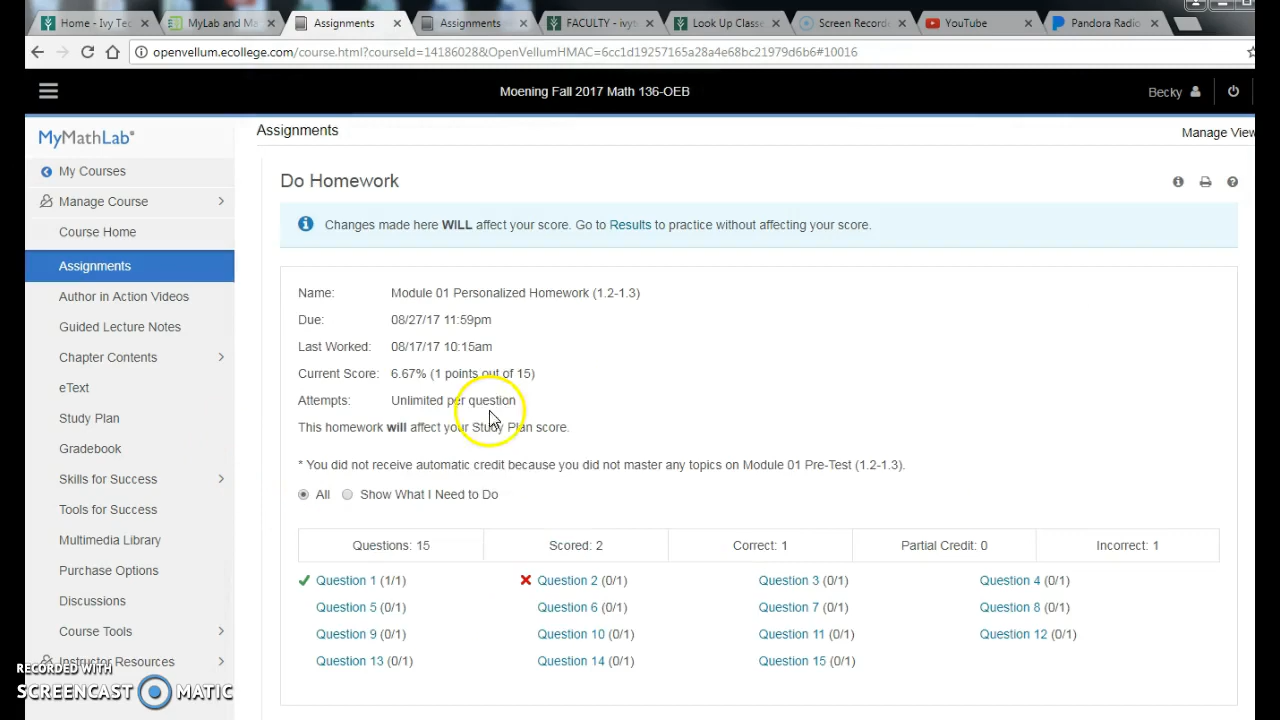 Home - Ivy Tec
MyLab and Ma
Assignments
Assignments
FACULTY - ivyt
Look Up Classe
Screen Record
YouTube
Pandora Radio
openvellum.ecollege.com/course.html?courseId=14186028&OpenVellumHMAC=6cc1d19257165a28a4e68bc21979d6b6#10016
Moening Fall 2017 Math 136-OEB
Becky
MyMathLab®
My Courses
Manage Course
Course Home
Assignments
Author in Action Videos
Guided Lecture Notes
Chapter Contents
eText
Study Plan
Gradebook
Skills for Success
Tools for Success
Multimedia Library
Purchase Options
Discussions
Course Tools
Instructor Resources
Assignments
Manage View
Do Homework
Changes made here WILL affect your score. Go to Results to practice without affecting your score.
Name: Module 01 Personalized Homework (1.2-1.3)
Due: 08/27/17 11:59pm
Last Worked: 08/17/17 10:15am
Current Score: 6.67% (1 points out of 15)
Attempts: Unlimited per question
This homework will affect your Study Plan score.
* You did not receive automatic credit because you did not master any topics on Module 01 Pre-Test (1.2-1.3).
All Show What I Need to Do
Questions: 15 Scored: 2 Correct: 1 Partial Credit: 0 Incorrect: 1
Question 1 (1/1) Question 2 (0/1) Question 3 (0/1) Question 4 (0/1)
Question 5 (0/1) Question 6 (0/1) Question 7 (0/1) Question 8 (0/1)
Question 9 (0/1) Question 10 (0/1) Question 11 (0/1) Question 12 (0/1)
Question 13 (0/1) Question 14 (0/1) Question 15 (0/1)
RECORDED WITH
SCREENCAST MATIC